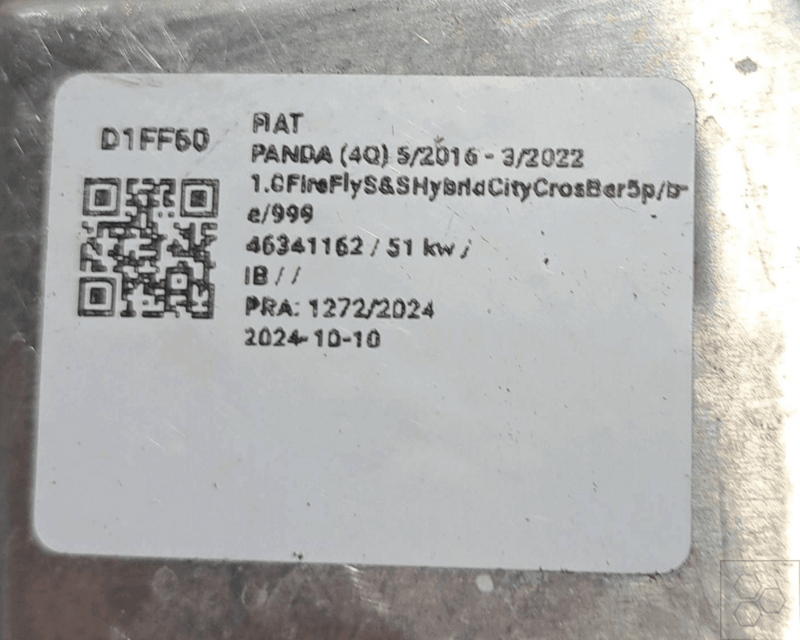 D1FF60
FIAT
PANDA (4Q) 5/2016 - 3/2022
1.0FireFlyS&SHybridCityCrosBer5p/b-
e/999
46341162 / 51 kw /
IB / /
PRA: 1272/2024
2024-10-10